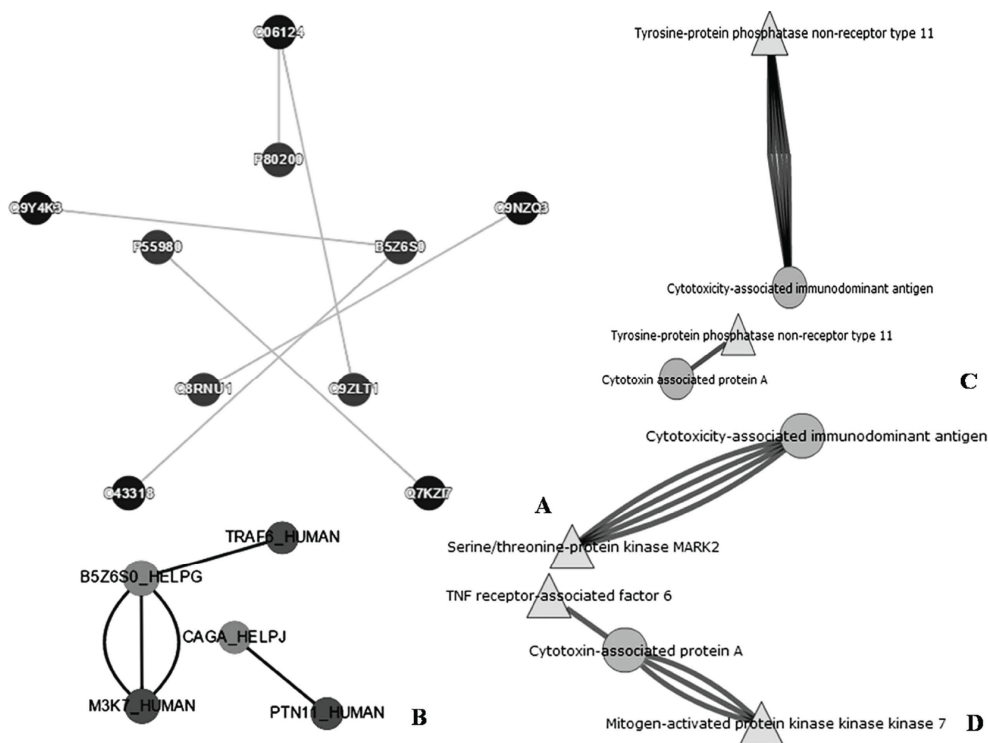 Q06124
P80200
Q9Y4K3
Q9NZQ3
P55980
B5Z6S0
Q8RNU1
Q9ZLT1
O43318
Q7KZI7
A
TRAF6_HUMAN
B5Z6S0_HELPG
CAGA_HELPJ
M3K7_HUMAN
PTN11_HUMAN
B
Tyrosine-protein phosphatase non-receptor type 11
Cytotoxicity-associated immunodominant antigen
Tyrosine-protein phosphatase non-receptor type 11
Cytotoxin associated protein A
C
Cytotoxicity-associated immunodominant antigen
Serine/threonine-protein kinase MARK2
TNF receptor-associated factor 6
Cytotoxin-associated protein A
Mitogen-activated protein kinase kinase kinase 7
D